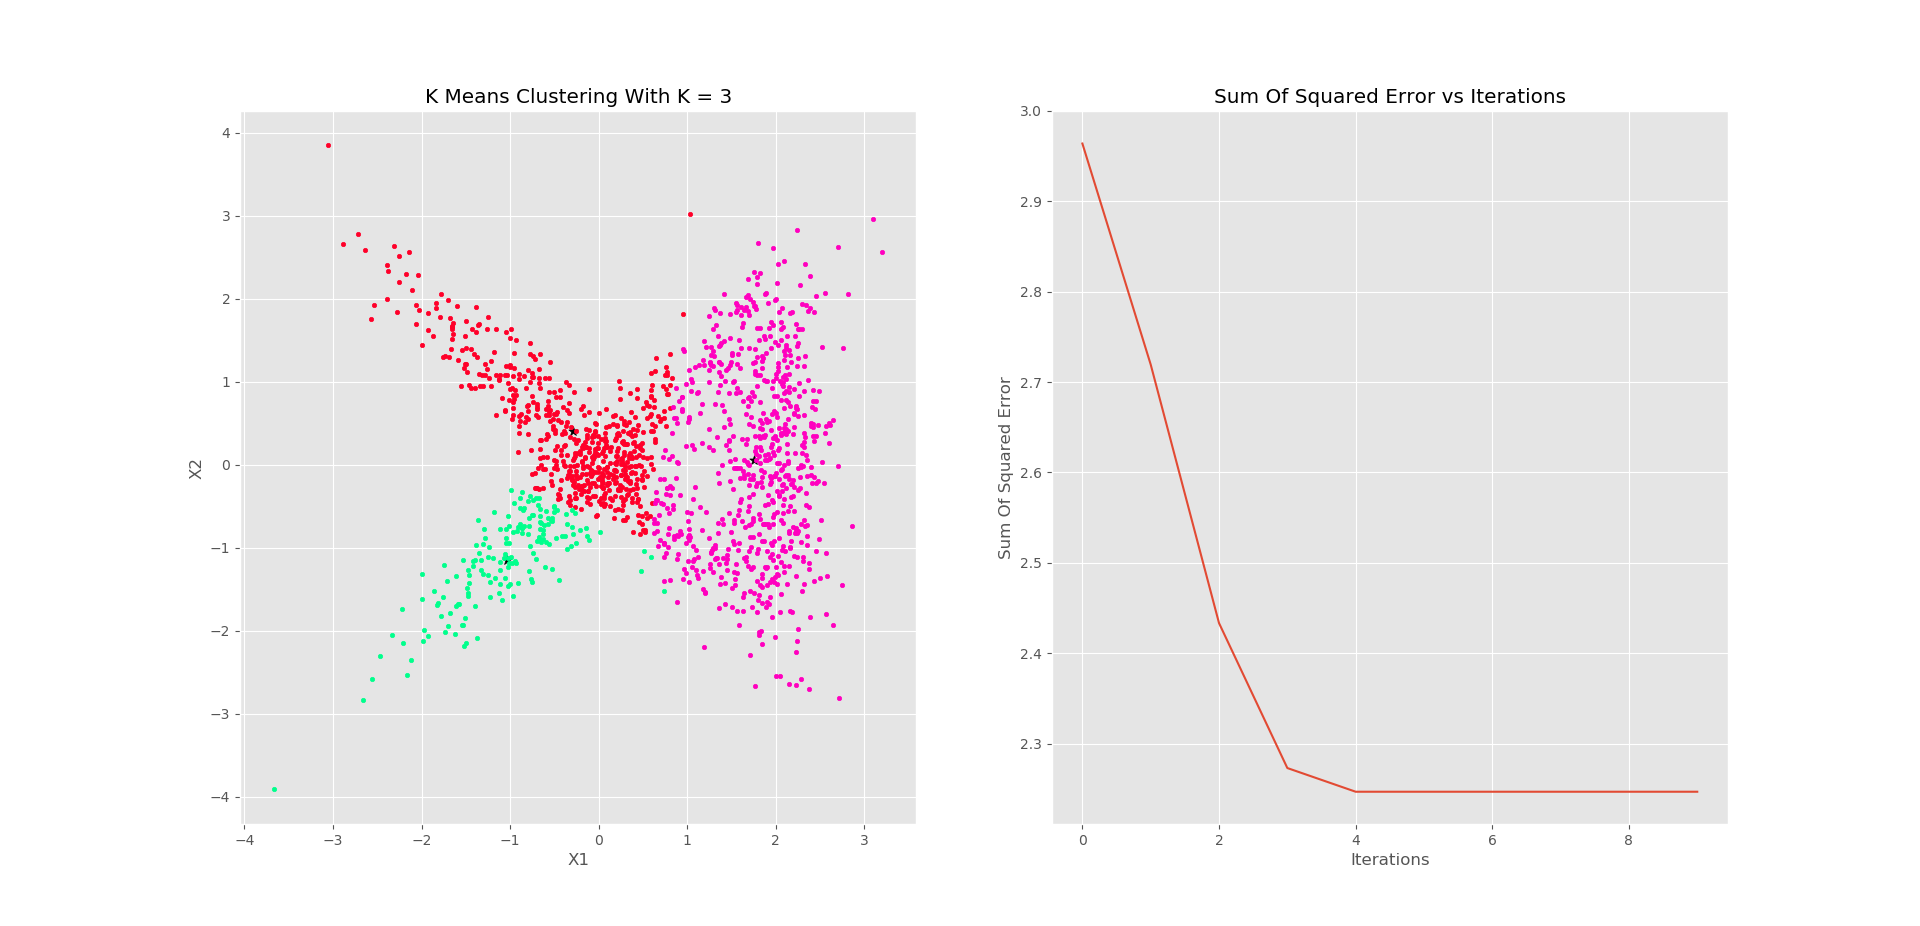 K Means Clustering With K = 3
4
3
2
1
0
−1
−2
−3
−4
X2
−4 −3 −2 −1 0 1 2 3
X1
Sum Of Squared Error vs Iterations
3.0
2.9
2.8
2.7
2.6
2.5
2.4
2.3
Sum Of Squared Error
0 2 4 6 8
Iterations